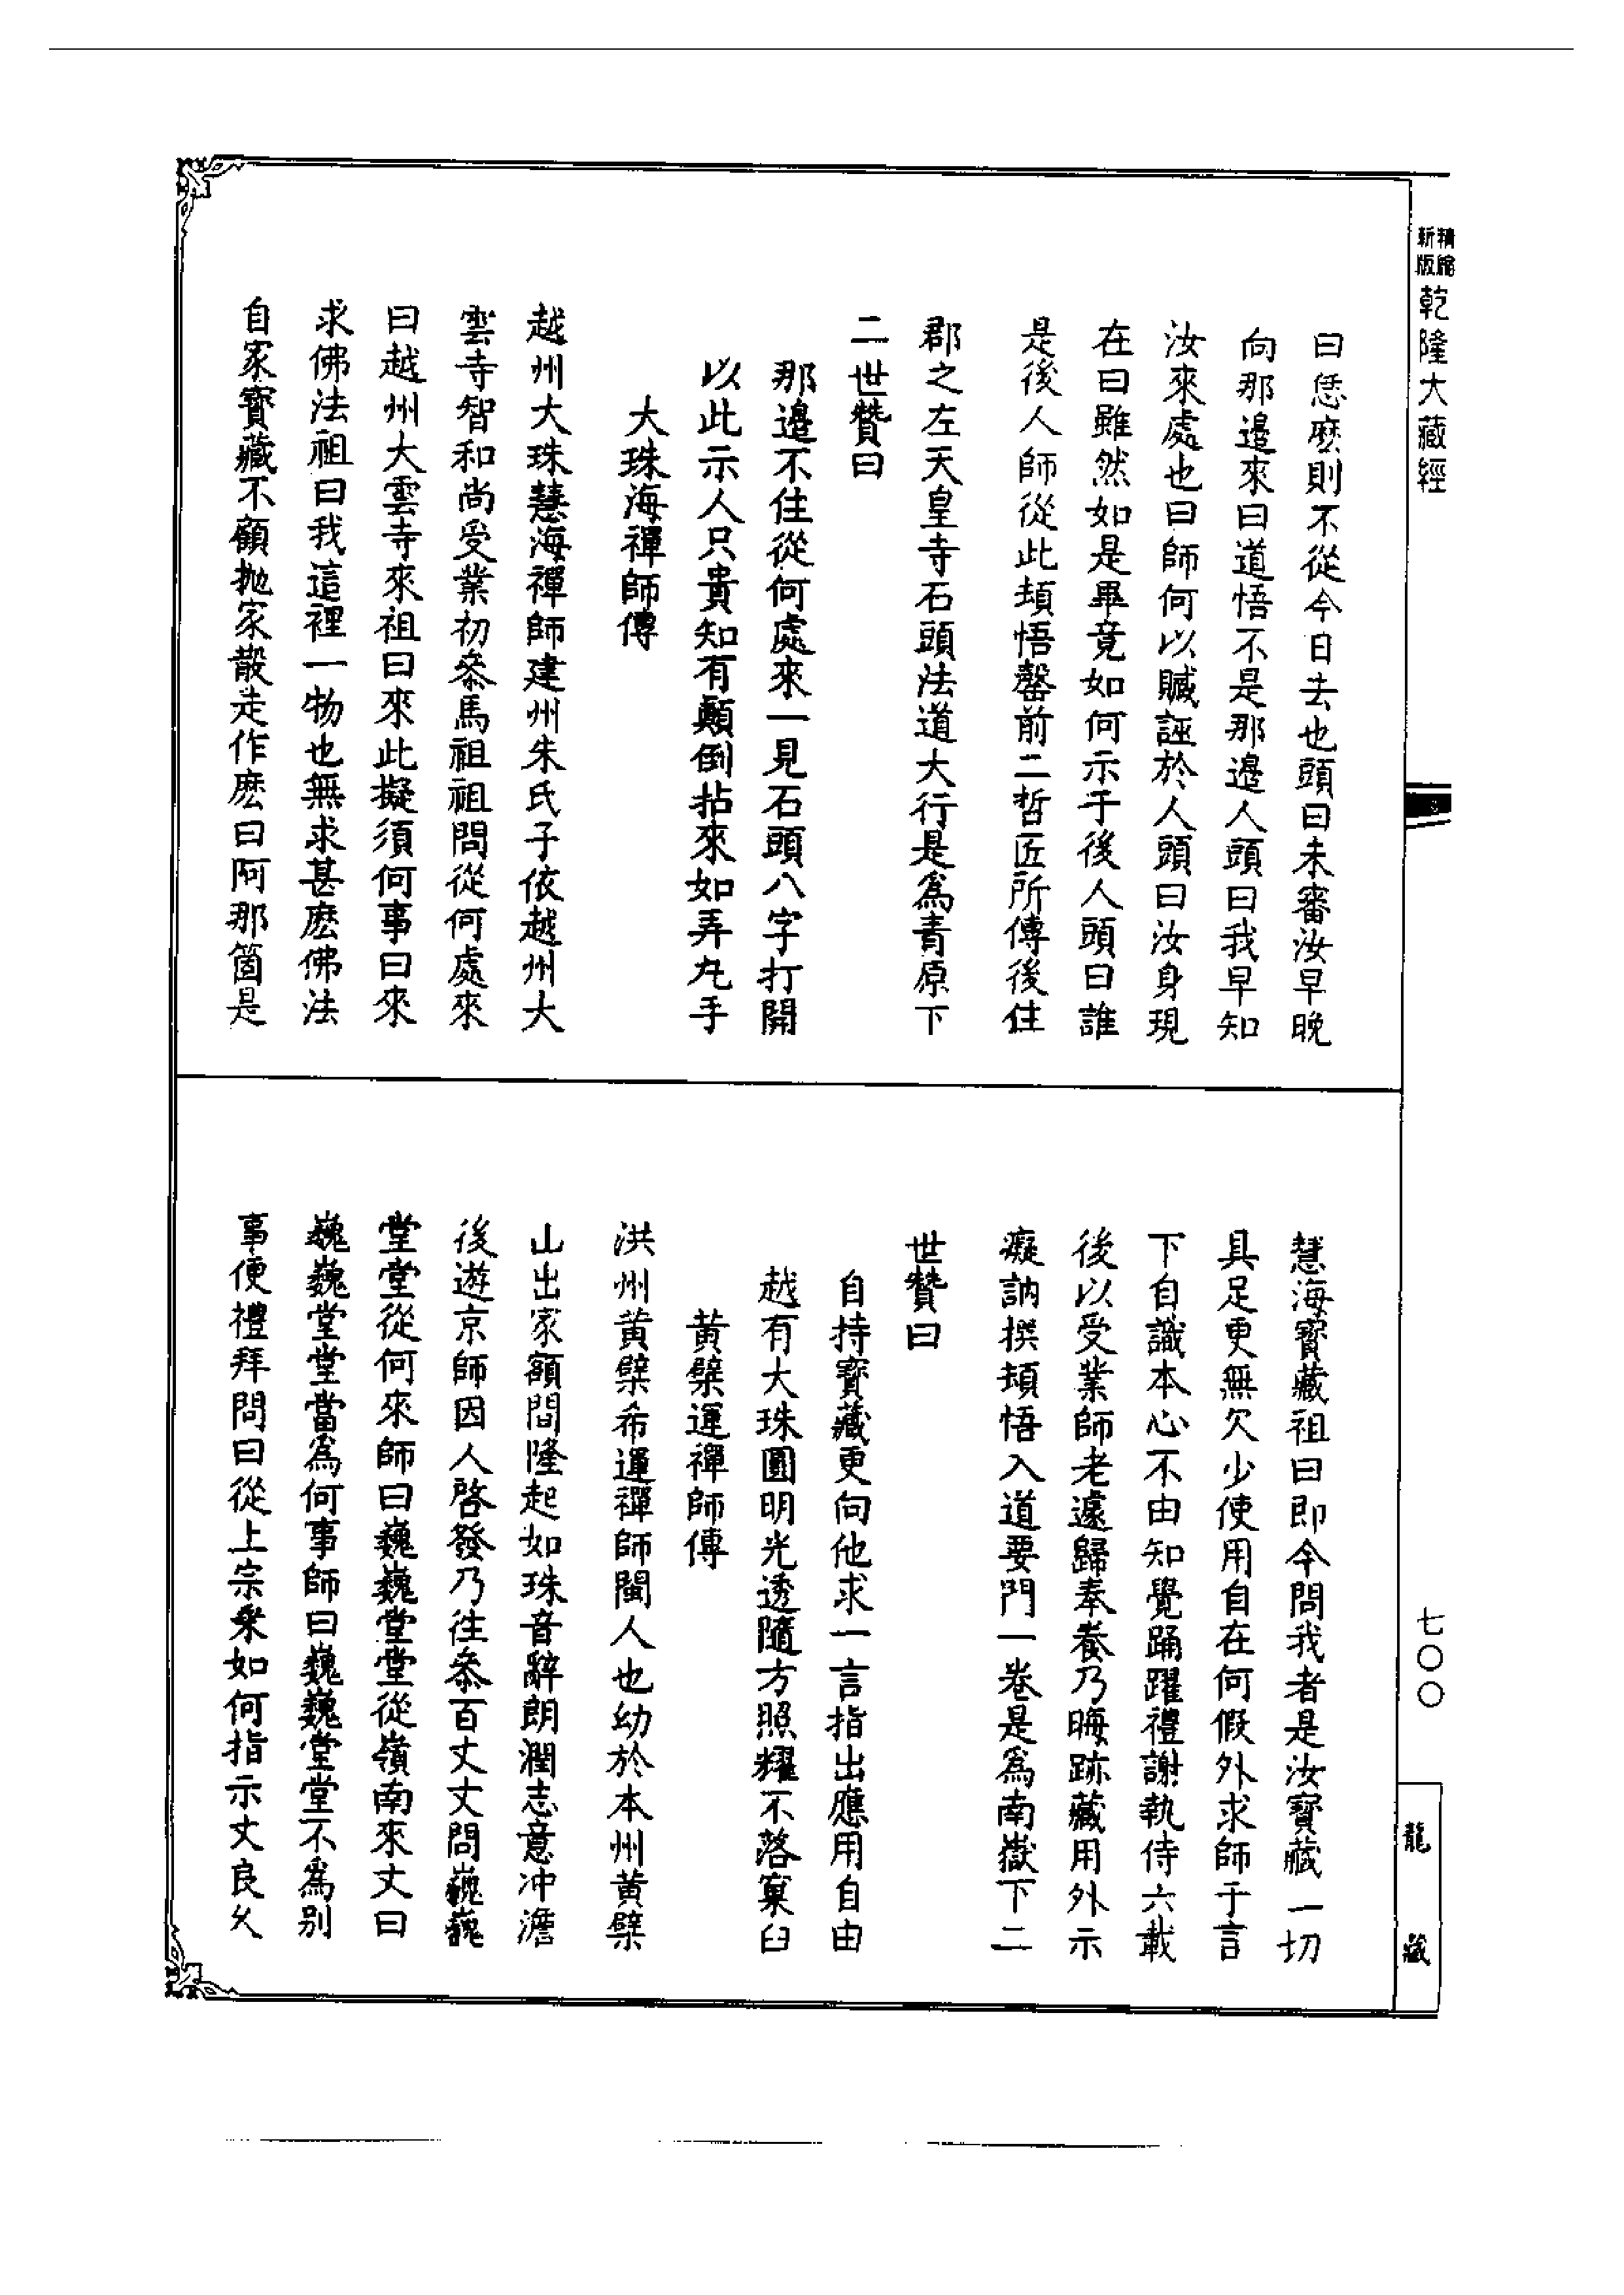 精縮新版
乾隆大藏經
曰恁麽則不從今日去也頭曰未審汝早晚
向那邉來曰道悟不是那邉人頭曰我早知
汝來處也曰師何以贓誣於人頭曰汝身現
在曰雖然如是畢竟如何示于後人頭曰誰
是後人師從此頓悟罄前二哲匠所傳後住
郡之左天皇寺石頭法道大行是爲青原下
二世贊曰
那邉不住從何處來一見石頭八字打開
以此示人只貴知有顚倒拈來如弄丸手
大珠海禪師傳
越州大珠慧海禪師建州朱氏子依越州大
雲寺智和尚受業初叅馬祖祖問從何處來
曰越州大雲寺來祖曰來此擬須何事曰來
求佛法祖曰我這裡一物也無求甚麽佛法
自家寶藏不顧抛家散走作麽曰阿那箇是
慧海寶藏祖曰即今問我者是汝寶藏一切
具足更無欠少使用自在何假外求師于言
下自識本心不由知覺踊躍禮謝執侍六載
後以受業師老遽歸奉養乃晦跡藏用外示
癡訥撰頓悟入道要門一卷是爲南嶽下二
世贊曰
自持寶藏更向他求一言指出應用自由
越有大珠圓明光透隨方照耀不落窠臼
黃檗運禪師傳
洪州黃檗希運禪師閩人也幼於本州黃檗
山出家額間隆起如珠音辭朗潤志意冲澹
後遊京師因人啓發乃往叅百丈丈問巍巍
堂堂從何來師曰巍巍堂堂從嶺南來丈曰
巍巍堂堂當爲何事師曰巍巍堂堂不爲别
事便禮拜問曰從上宗乘如何指示丈良久
七〇〇
龍藏